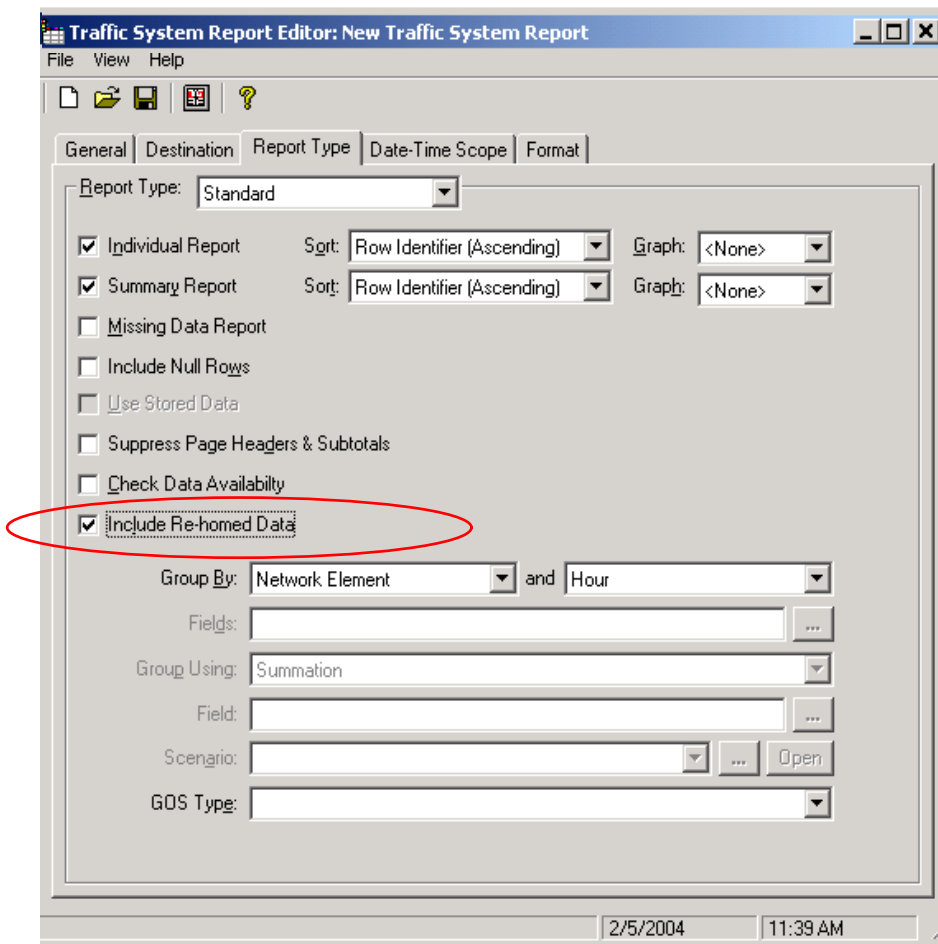 Traffic System Report Editor: New Traffic System Report
File View Help
General Destination Report Type Date-Time Scope Format
Report Type: Standard
Individual Report Sort: Row Identifier (Ascending) Graph: <None>
Summary Report Sort: Row Identifier (Ascending) Graph: <None>
Missing Data Report
Include Null Rows
Use Stored Data
Suppress Page Headers & Subtotals
Check Data Availabilty
Include Re-homed Data
Group By: Network Element and Hour
Fields: ...
Group Using: Summation
Field: ...
Scenario: ... Open
GOS Type:
2/5/2004 11:39 AM